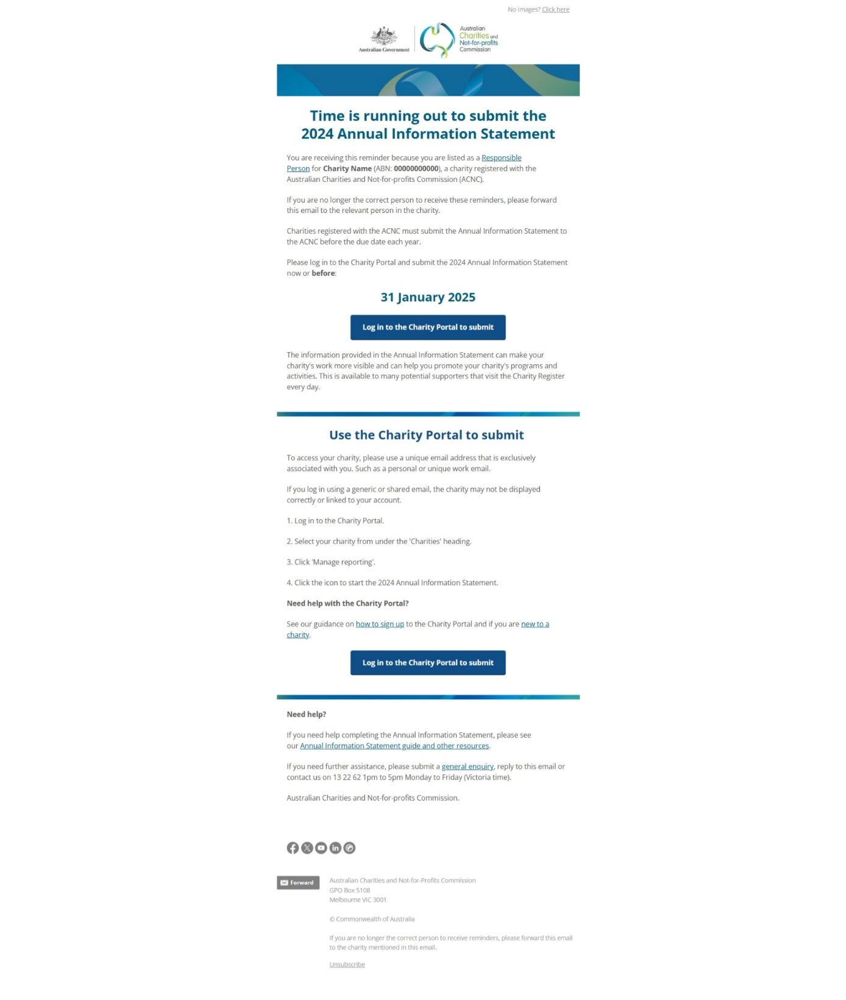 No images? Click here
Australian Government
Australian
Charities and
Not-for-profits
Commission
Time is running out to submit the
2024 Annual Information Statement
You are receiving this reminder because you are listed as a Responsible
Person for Charity Name (ABN: 00000000000), a charity registered with the
Australian Charities and Not-for-profits Commission (ACNC).
If you are no longer the correct person to receive these reminders, please forward
this email to the relevant person in the charity.
Charities registered with the ACNC must submit the Annual Information Statement to
the ACNC before the due date each year.
Please log in to the Charity Portal and submit the 2024 Annual Information Statement
now or before:
31 January 2025
Log in to the Charity Portal to submit
The information provided in the Annual Information Statement can make your
charity's work more visible and can help you promote your charity's programs and
activities. This is available to many potential supporters that visit the Charity Register
every day.
Use the Charity Portal to submit
To access your charity, please use a unique email address that is exclusively
associated with you. Such as a personal or unique work email.
If you log in using a generic or shared email, the charity may not be displayed
correctly or linked to your account.
1. Log in to the Charity Portal.
2. Select your charity from under the 'Charities' heading.
3. Click 'Manage reporting'.
4. Click the icon to start the 2024 Annual Information Statement.
Need help with the Charity Portal?
See our guidance on how to sign up to the Charity Portal and if you are new to a
charity.
Log in to the Charity Portal to submit
Need help?
If you need help completing the Annual Information Statement, please see
our Annual Information Statement guide and other resources.
If you need further assistance, please submit a general enquiry, reply to this email or
contact us on 13 22 62 1pm to 5pm Monday to Friday (Victoria time).
Australian Charities and Not-for-profits Commission.
Forward
Australian Charities and Not-for-Profits Commission
GPO Box 5108
Melbourne VIC 3001
© Commonwealth of Australia
If you are no longer the correct person to receive reminders, please forward this email
to the charity mentioned in this email.
Unsubscribe